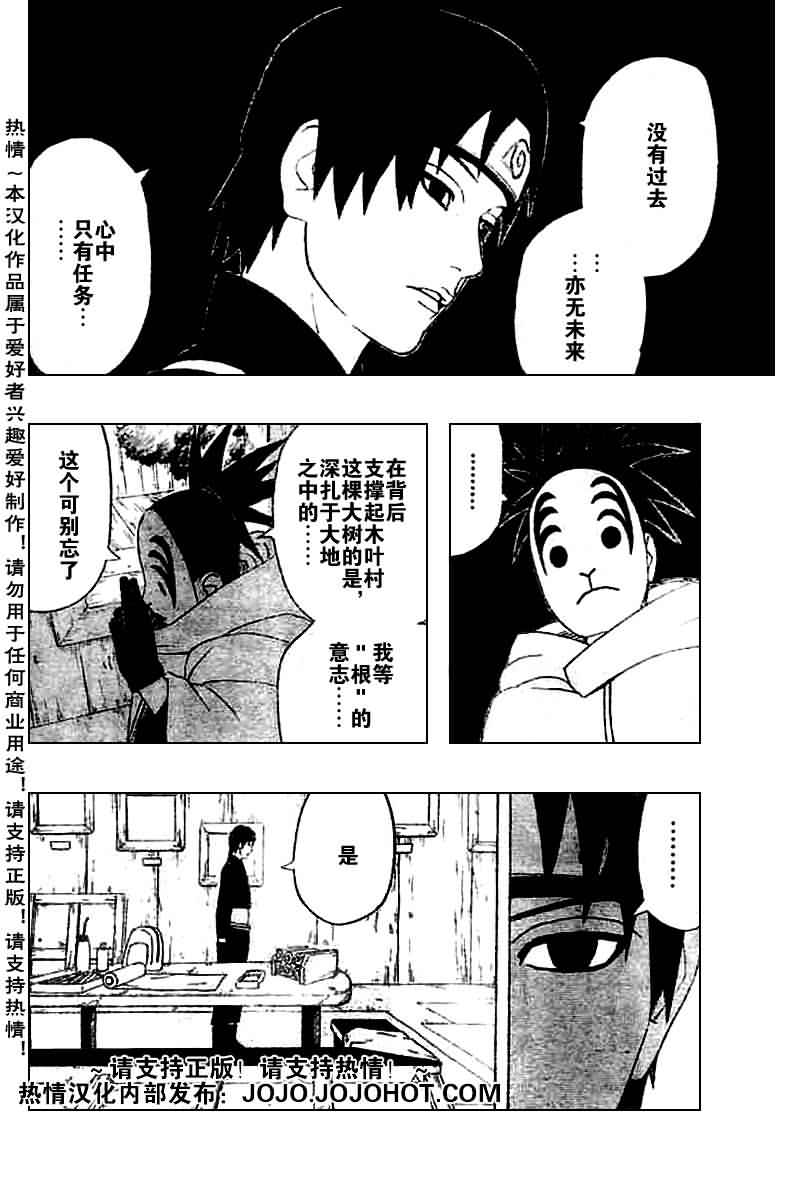 没有过去
……亦无未来
心中
只有任务…
……
………
在背后
支撑起木叶村
这棵大树的是，
深扎于大地
之中的……
我等
"根"的
意志……
这个可别忘了
………
是
~请支持正版！请支持热情！~
热情汉化内部发布：JOJO.JOJOHOT.COM
热情~本汉化作品属于爱好者兴趣爱好制作！请勿用于任何商业用途！请支持正版！请支持热情！